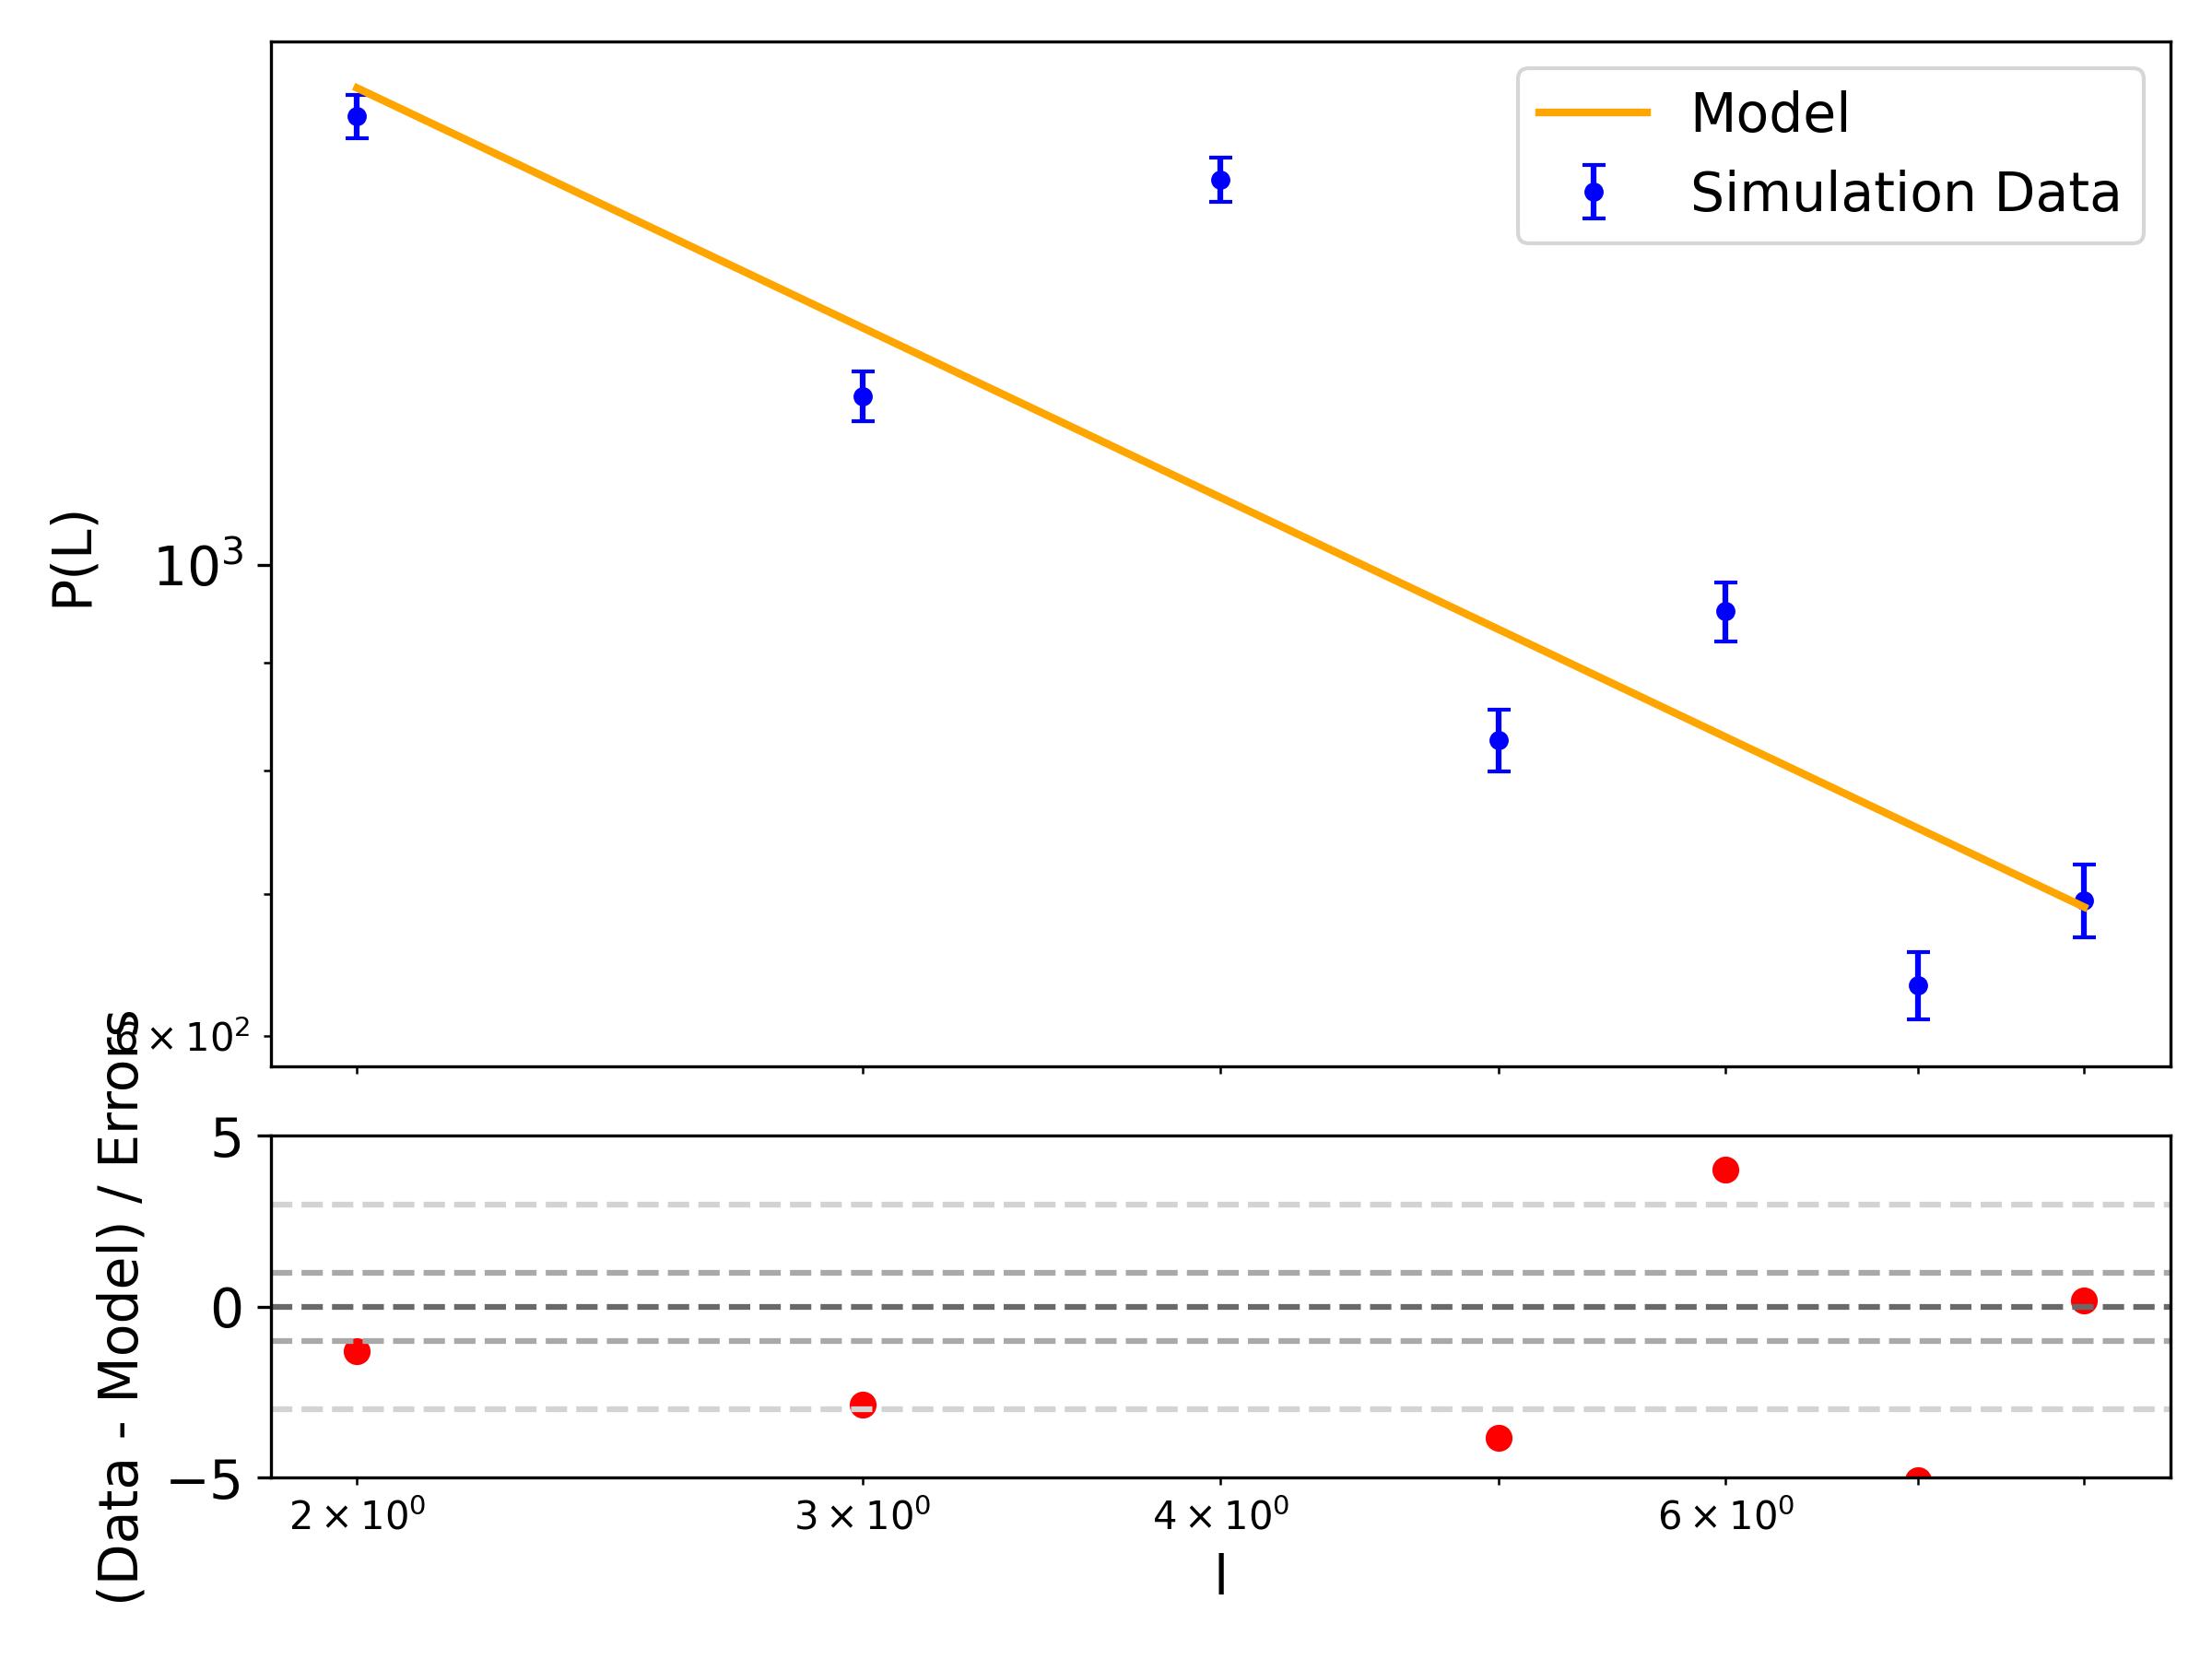 Model
Simulation Data
P(L)
10³
6 × 10²
(Data - Model) / Errors
5
0
−5
2 × 10⁰
3 × 10⁰
4 × 10⁰
6 × 10⁰
l